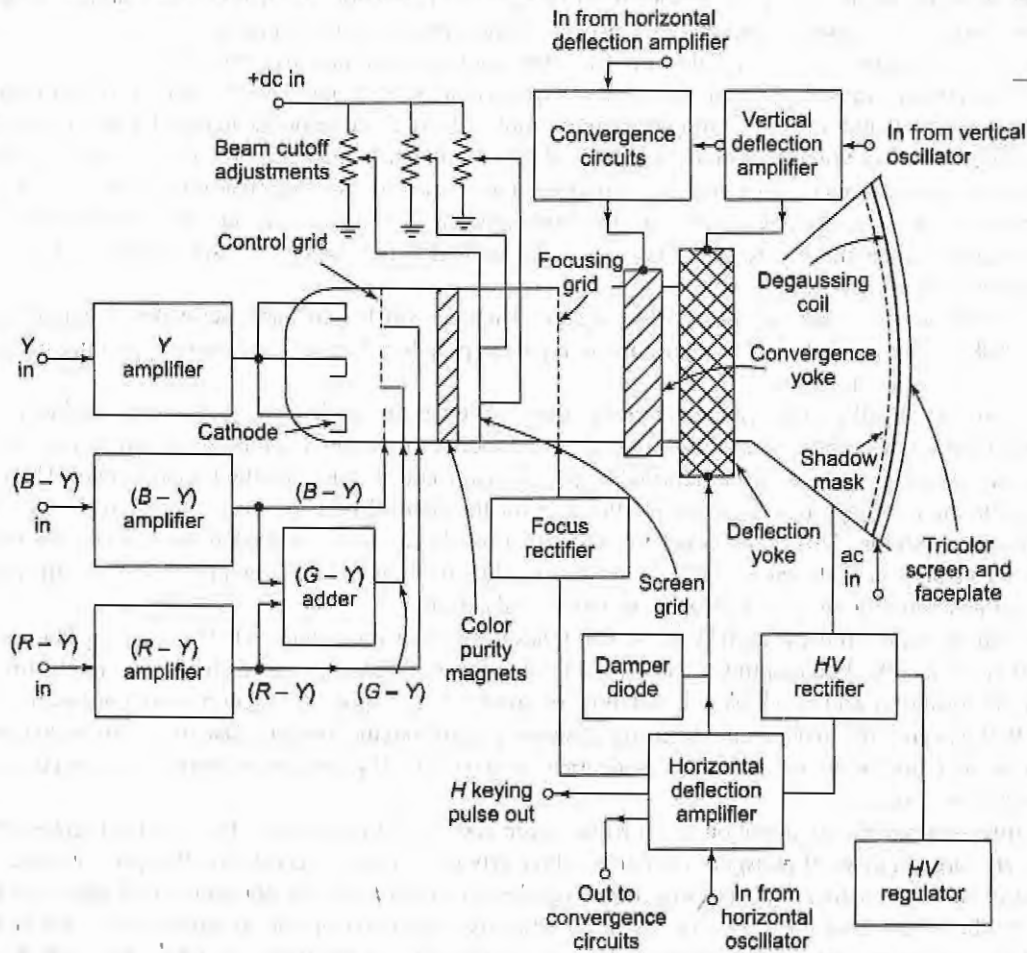 In from horizontal
deflection amplifier
+dc in
Beam cutoff
adjustments
Convergence
circuits
Vertical
deflection
amplifier
In from vertical
oscillator
Control grid
Focusing
grid
Degaussing
coil
Y
in
Y
amplifier
Convergence
yoke
Cathode
Shadow
mask
(B – Y)
in
(B – Y)
amplifier
(B – Y)
Focus
rectifier
Deflection
yoke
ac
in
Tricolor
screen and
faceplate
(G – Y)
adder
Screen
grid
(R – Y)
in
(R – Y)
amplifier
(R – Y)
(G – Y)
Color
purity
magnets
Damper
diode
HV
rectifier
H keying
pulse out
Horizontal
deflection
amplifier
Out to
convergence
circuits
In from
horizontal
oscillator
HV
regulator